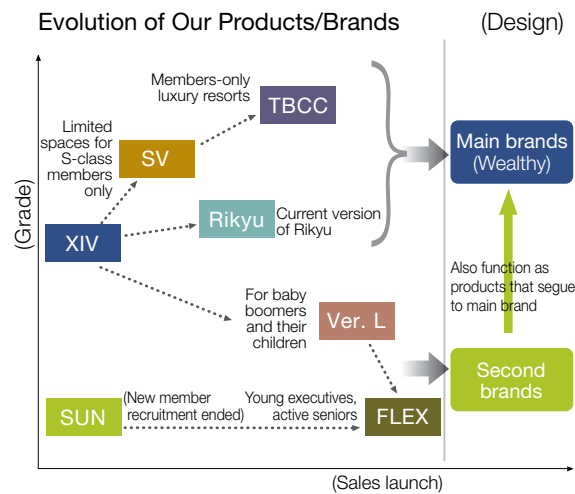 Evolution of Our Products/Brands
(Design)
(Grade)
Members-only
luxury resorts
TBCC
Limited
spaces for
S-class
members
only
SV
Main brands
(Wealthy)
XIV
Rikyu
Current version
of Rikyu
Also function as
products that segue
to main brand
For baby
boomers
and their
children
Ver. L
Second
brands
SUN
(New member
recruitment ended)
Young executives,
active seniors
FLEX
(Sales launch)